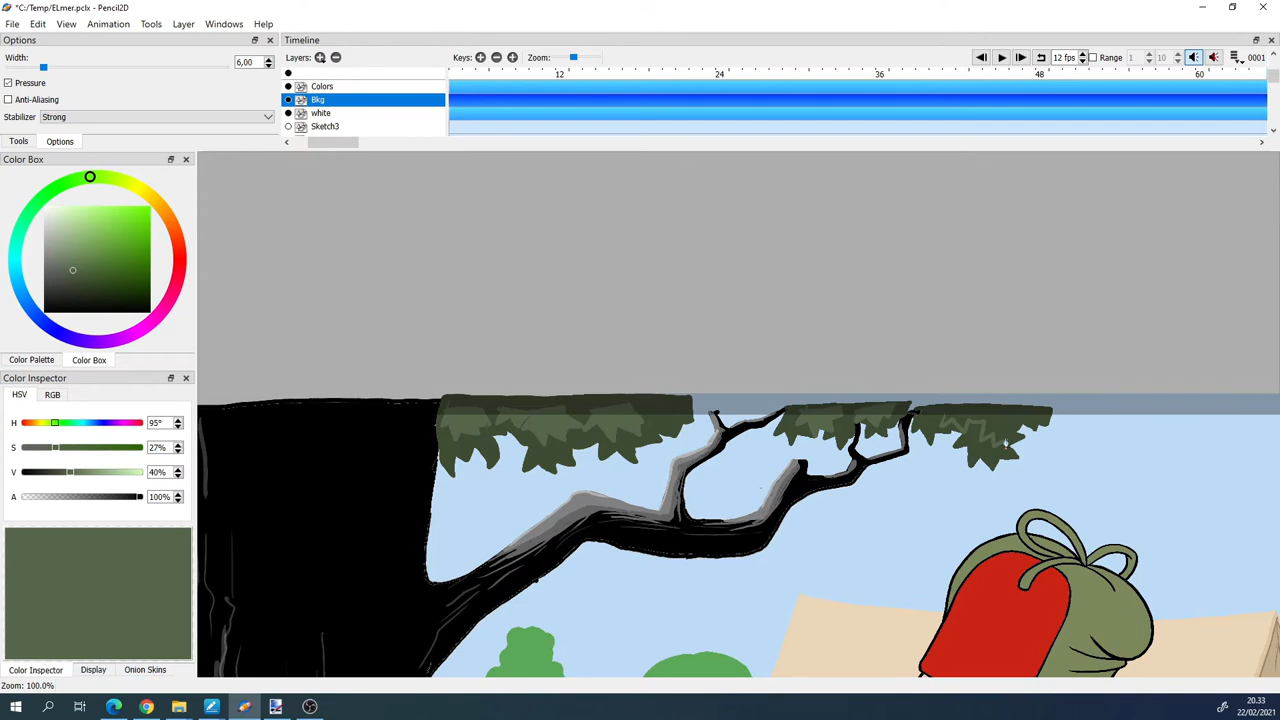 *C:/Temp/ELmer.pclx - Pencil2D
File Edit View Animation Tools Layer Windows Help
Options
Width:
6,00
Pressure
Anti-Aliasing
Stabilizer Strong
Tools Options
Timeline
Layers: Keys: Zoom: 12 fps Range 1 10 0001
12 24 36 48 60
Colors
Bkg
white
Sketch3
Color Box
Color Palette Color Box
Color Inspector
HSV RGB
H 95°
S 27%
V 40%
A 100%
Color Inspector Display Onion Skins
Zoom: 100.0%
20.33
22/02/2021